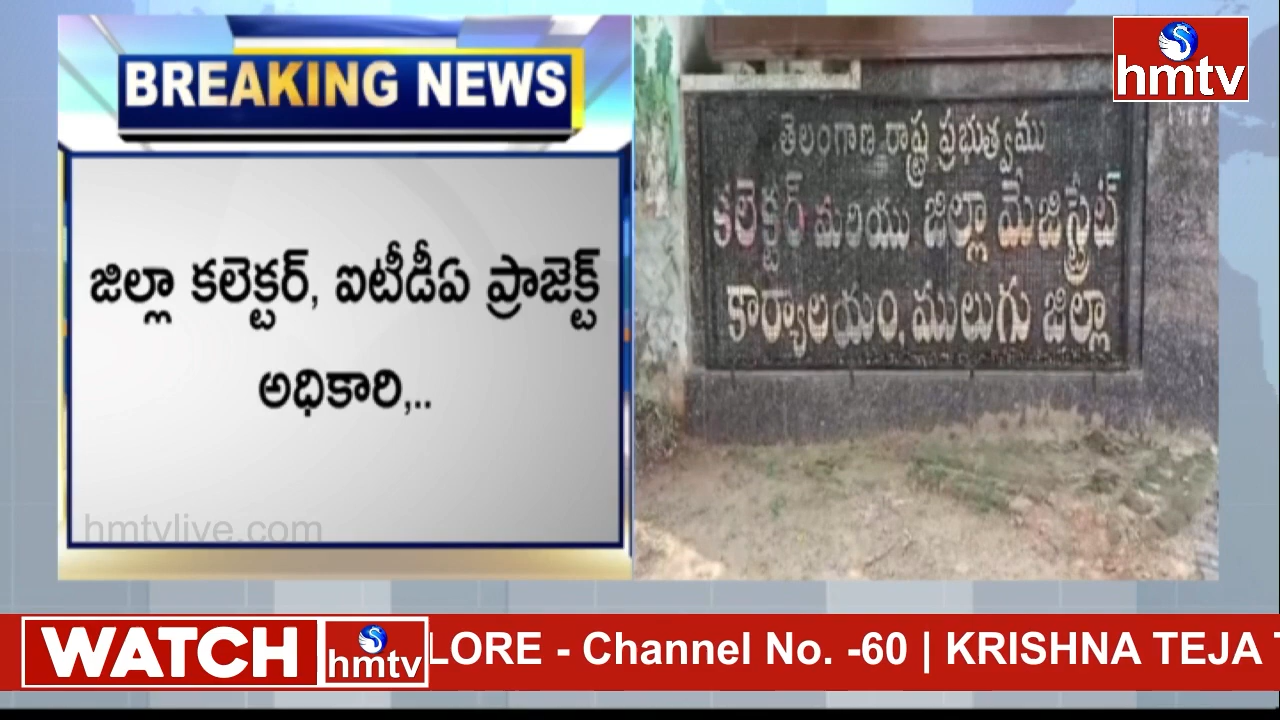 BREAKING NEWS
hmtv
జిల్లా కలెక్టర్, ఐటీడీఏ ప్రాజెక్ట్
అధికారి,..
hmtvlive.com
తెలంగాణ రాష్ట్ర ప్రభుత్వము
కలెక్టర్ మరియు జిల్లా మేజిస్ట్రేట్
కార్యాలయం, ములుగు జిల్లా
WATCH hmtv LORE - Channel No. -60 | KRISHNA TEJA